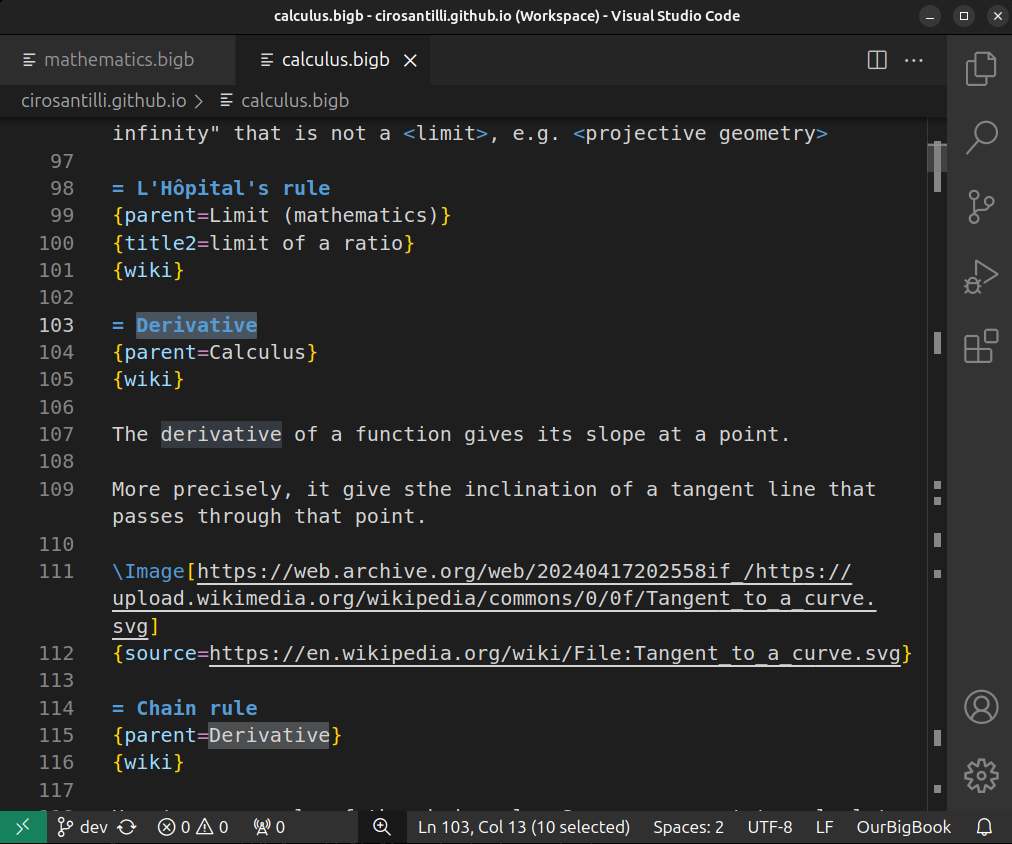 calculus.bigb - cirosantilli.github.io (Workspace) - Visual Studio Code
mathematics.bigb
calculus.bigb
cirosantilli.github.io > calculus.bigb
infinity" that is not a <limit>, e.g. <projective geometry>
97
98 = L'Hôpital's rule
99 {parent=Limit (mathematics)}
100 {title2=limit of a ratio}
101 {wiki}
102
103 = Derivative
104 {parent=Calculus}
105 {wiki}
106
107 The derivative of a function gives its slope at a point.
108
109 More precisely, it give sthe inclination of a tangent line that
passes through that point.
110
111 \Image[https://web.archive.org/web/20240417202558if_/https://
upload.wikimedia.org/wikipedia/commons/0/0f/Tangent_to_a_curve.
svg]
112 {source=https://en.wikipedia.org/wiki/File:Tangent_to_a_curve.svg}
113
114 = Chain rule
115 {parent=Derivative}
116 {wiki}
117
dev 0 0 0 Ln 103, Col 13 (10 selected) Spaces: 2 UTF-8 LF OurBigBook